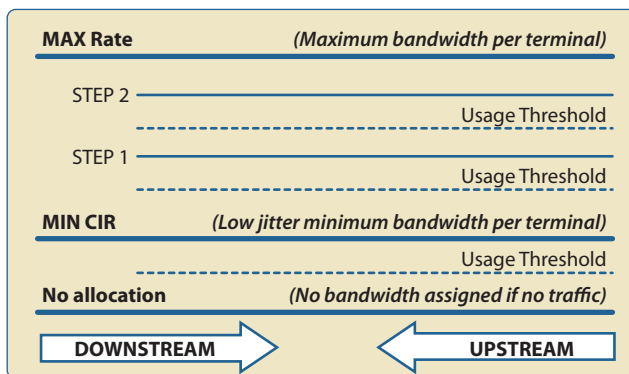 MAX Rate (Maximum bandwidth per terminal)
STEP 2
Usage Threshold
STEP 1
Usage Threshold
MIN CIR (Low jitter minimum bandwidth per terminal)
Usage Threshold
No allocation (No bandwidth assigned if no traffic)
DOWNSTREAM UPSTREAM